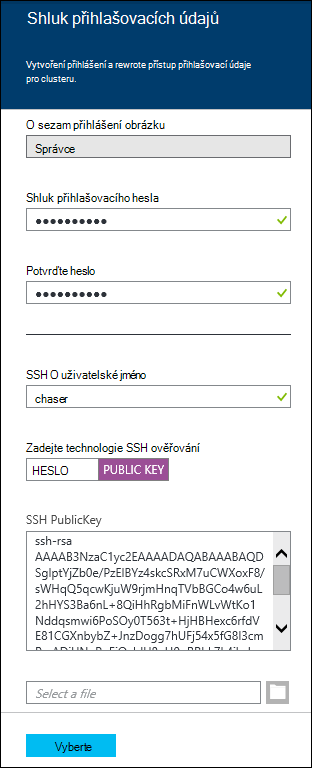 Shluk přihlašovacích údajů
Vytvoření přihlášení a rewrote přístup přihlašovací údaje
pro clusteru.
O sezam přihlášení obrázku
Správce
Shluk přihlašovacího hesla
●●●●●●●●●●
Potvrďte heslo
●●●●●●●●●●
SSH O uživatelské jméno
chaser
Zadejte technologie SSH ověřování
HESLO PUBLIC KEY
SSH PublicKey
ssh-rsa
AAAAB3NzaC1yc2EAAAADAQABAAABAQD
SglptYjZb0e/PzElBYz4skcSRxM7uCWXoxF8/
sWHqQ5qcwKjuW9rjmHnqTVbBGCo4w6uL
2hHYS3Ba6nL+8QiHhRgbMiFnWLvWtKo1
Nddqsmwi6PoSOy0T563t+HjHBHexc6rfdV
E81CGXnbybZ+JnzDogg7hUFj54x5fG8I3cm
Select a file
Vyberte